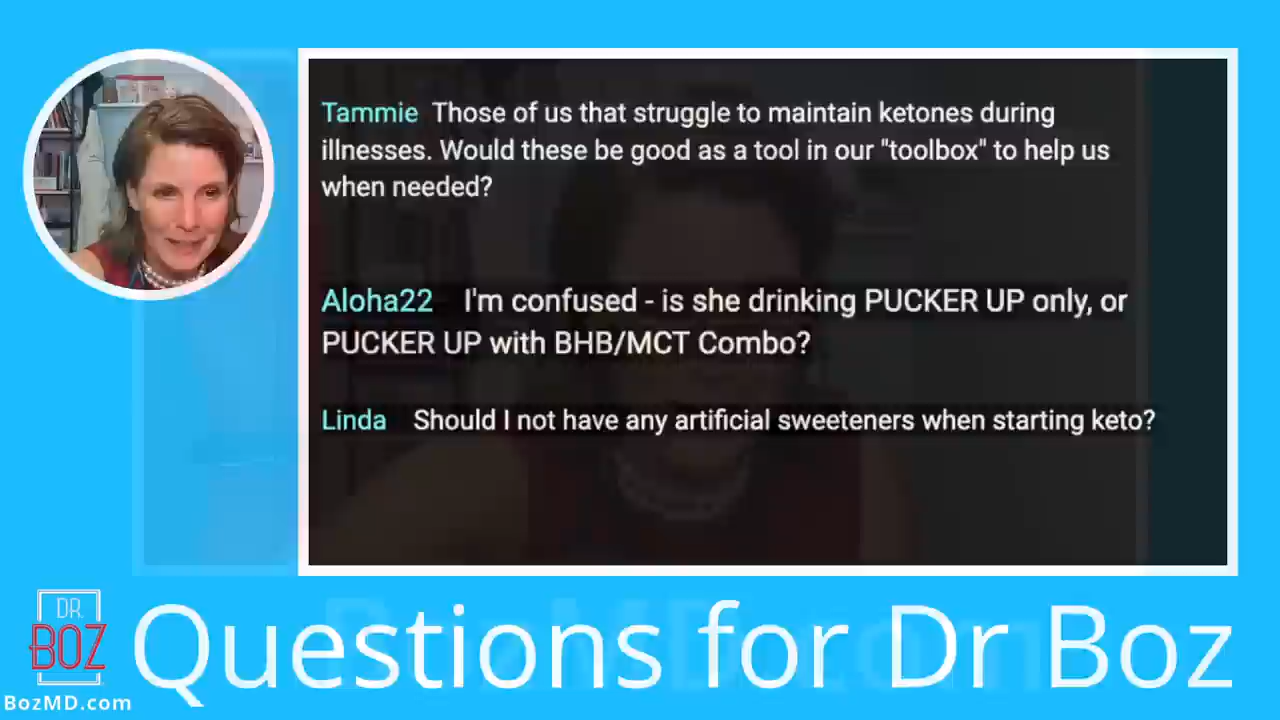 Tammie Those of us that struggle to maintain ketones during
illnesses. Would these be good as a tool in our "toolbox" to help us
when needed?
Aloha22 I'm confused - is she drinking PUCKER UP only, or
PUCKER UP with BHB/MCT Combo?
Linda Should I not have any artificial sweeteners when starting keto?
DR.
BOZ
Questions for Dr Boz
BozMD.com